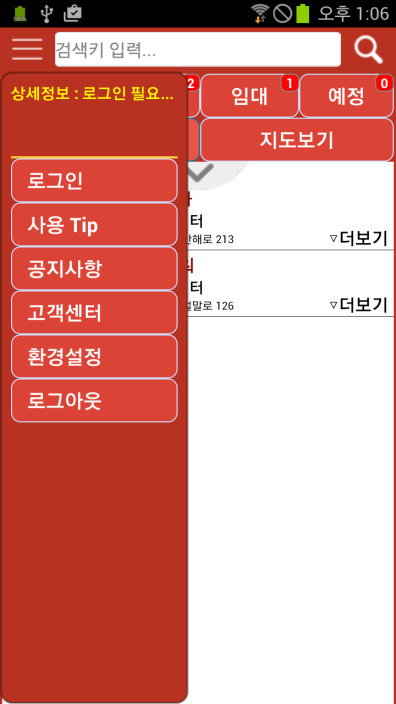 오후 1:06
검색키 입력...
상세정보 : 로그인 필요...
2
임대
1
예정
0
지도보기
로그인
사용 Tip
공지사항
고객센터
환경설정
로그아웃
터
해로 213
▽더보기
터
말로 126
▽더보기